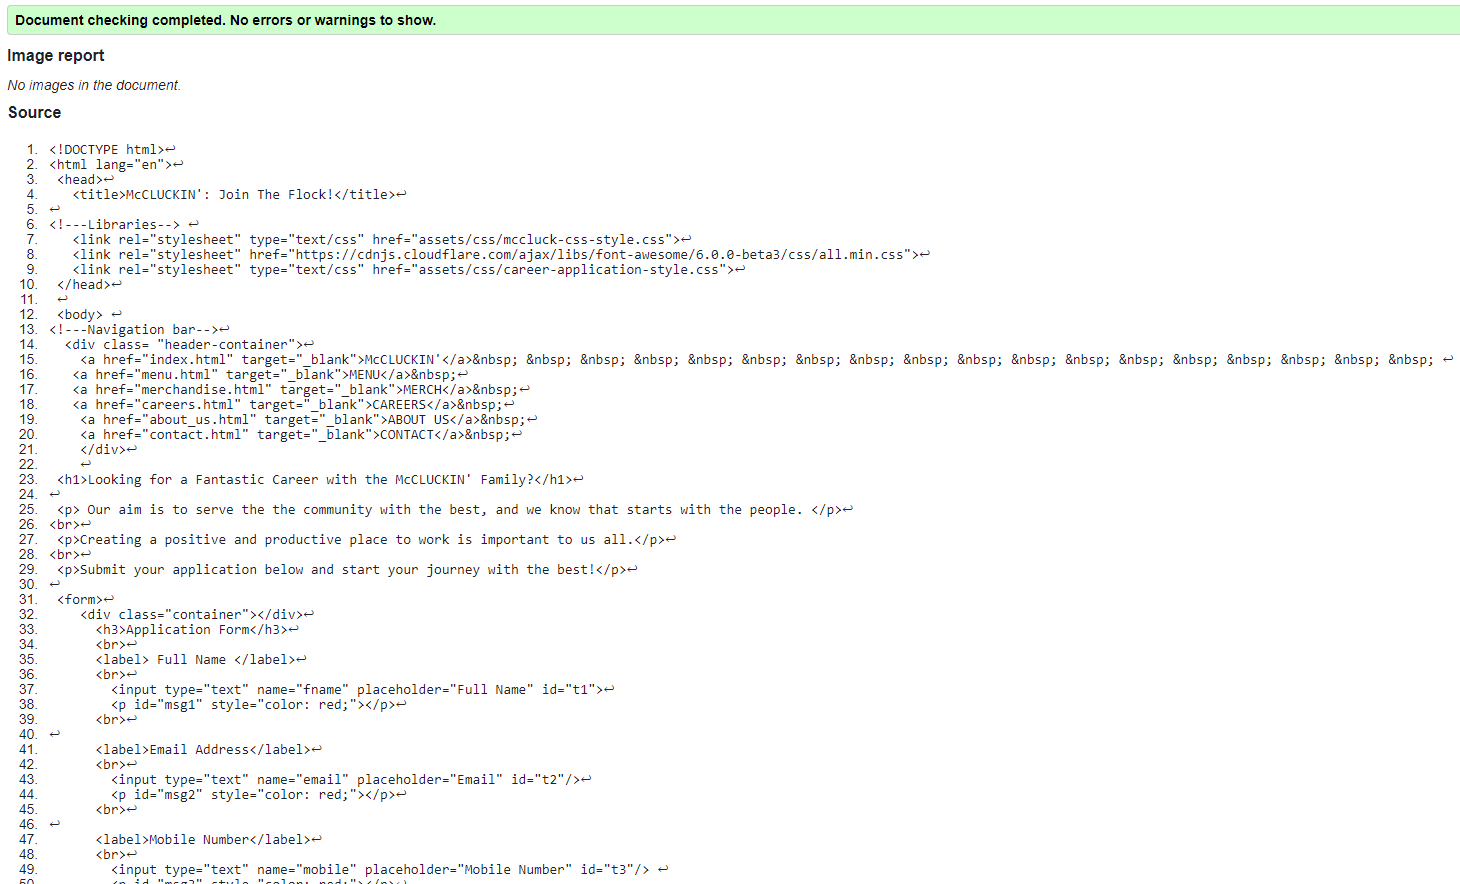 Document checking completed. No errors or warnings to show.
Image report
No images in the document.
Source
1. <!DOCTYPE html>↩
2. <html lang="en">↩
3. <head>↩
4. <title>McCLUCKIN': Join The Flock!</title>↩
5. ↩
6. <!---Libraries--> ↩
7. <link rel="stylesheet" type="text/css" href="assets/css/mccluck-css-style.css">↩
8. <link rel="stylesheet" href="https://cdnjs.cloudflare.com/ajax/libs/font-awesome/6.0.0-beta3/css/all.min.css">↩
9. <link rel="stylesheet" type="text/css" href="assets/css/career-application-style.css">↩
10. </head>↩
11. ↩
12. <body> ↩
13. <!---Navigation bar-->↩
14. <div class= "header-container">↩
15. <a href="index.html" target="_blank">McCLUCKIN'</a>&nbsp; &nbsp; &nbsp; &nbsp; &nbsp; &nbsp; &nbsp; &nbsp; &nbsp; &nbsp; &nbsp; &nbsp; &nbsp; &nbsp; &nbsp; &nbsp; &nbsp; &nbsp; ↩
16. <a href="menu.html" target="_blank">MENU</a>&nbsp;↩
17. <a href="merchandise.html" target="_blank">MERCH</a>&nbsp;↩
18. <a href="careers.html" target="_blank">CAREERS</a>&nbsp;↩
19. <a href="about_us.html" target="_blank">ABOUT US</a>&nbsp;↩
20. <a href="contact.html" target="_blank">CONTACT</a>&nbsp;↩
21. </div>↩
22. ↩
23. <h1>Looking for a Fantastic Career with the McCLUCKIN' Family?</h1>↩
24. ↩
25. <p> Our aim is to serve the the community with the best, and we know that starts with the people. </p>↩
26. <br>↩
27. <p>Creating a positive and productive place to work is important to us all.</p>↩
28. <br>↩
29. <p>Submit your application below and start your journey with the best!</p>↩
30. ↩
31. <form>↩
32. <div class="container"></div>↩
33. <h3>Application Form</h3>↩
34. <br>↩
35. <label> Full Name </label>↩
36. <br>↩
37. <input type="text" name="fname" placeholder="Full Name" id="t1">↩
38. <p id="msg1" style="color: red;"></p>↩
39. <br>↩
40. ↩
41. <label>Email Address</label>↩
42. <br>↩
43. <input type="text" name="email" placeholder="Email" id="t2"/>↩
44. <p id="msg2" style="color: red;"></p>↩
45. <br>↩
46. ↩
47. <label>Mobile Number</label>↩
48. <br>↩
49. <input type="text" name="mobile" placeholder="Mobile Number" id="t3"/> ↩